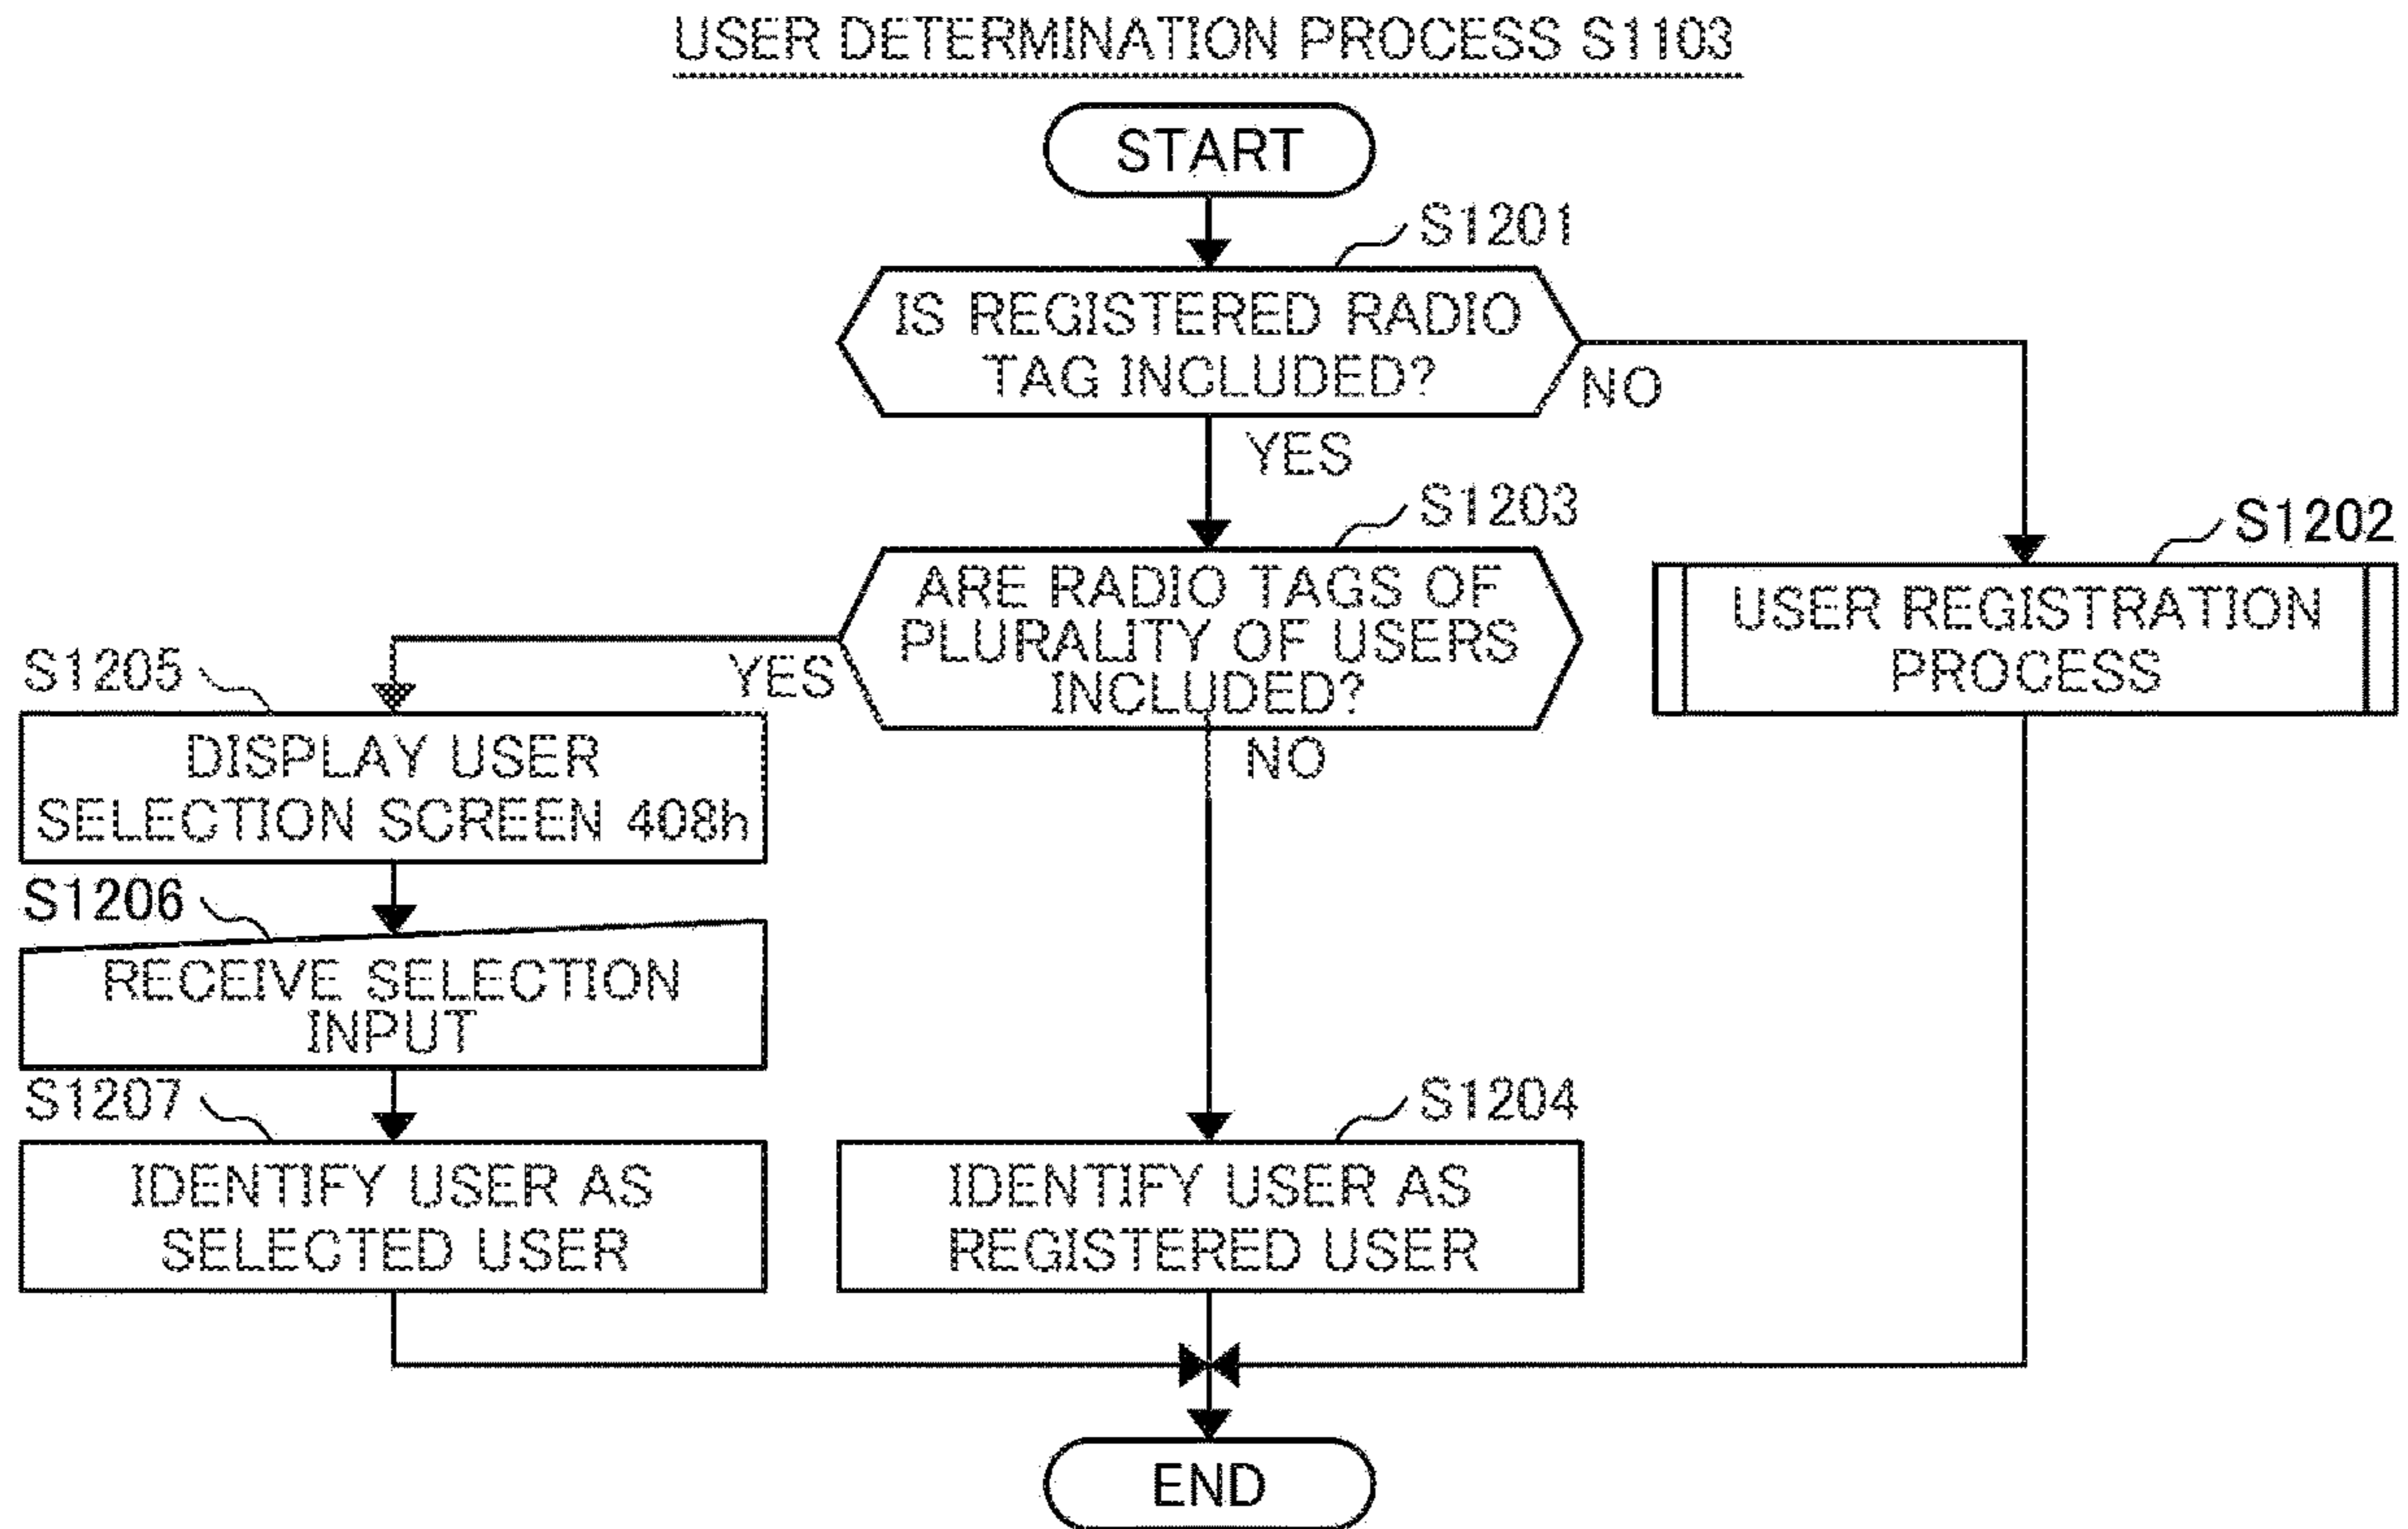 USER DETERMINATION PROCESS S1103
START
S1201
IS REGISTERED RADIO
TAG INCLUDED?
NO
YES
S1203
ARE RADIO TAGS OF
PLURALITY OF USERS
INCLUDED?
YES
NO
S1202
USER REGISTRATION
PROCESS
S1205
DISPLAY USER
SELECTION SCREEN 408h
S1206
RECEIVE SELECTION
INPUT
S1207
IDENTIFY USER AS
SELECTED USER
S1204
IDENTIFY USER AS
REGISTERED USER
END